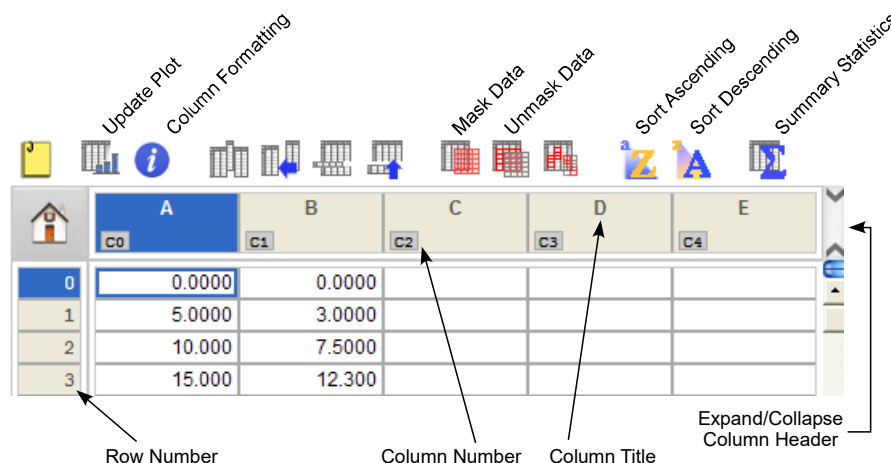 Update Plot
Column Formatting
Mask Data
Unmask Data
Sort Ascending
Sort Descending
Summary Statistics
a Z
z A
A B C D E
C0 C1 C2 C3 C4
0 0.0000 0.0000
1 5.0000 3.0000
2 10.000 7.5000
3 15.000 12.300
Expand/Collapse
Column Header
Row Number
Column Number
Column Title